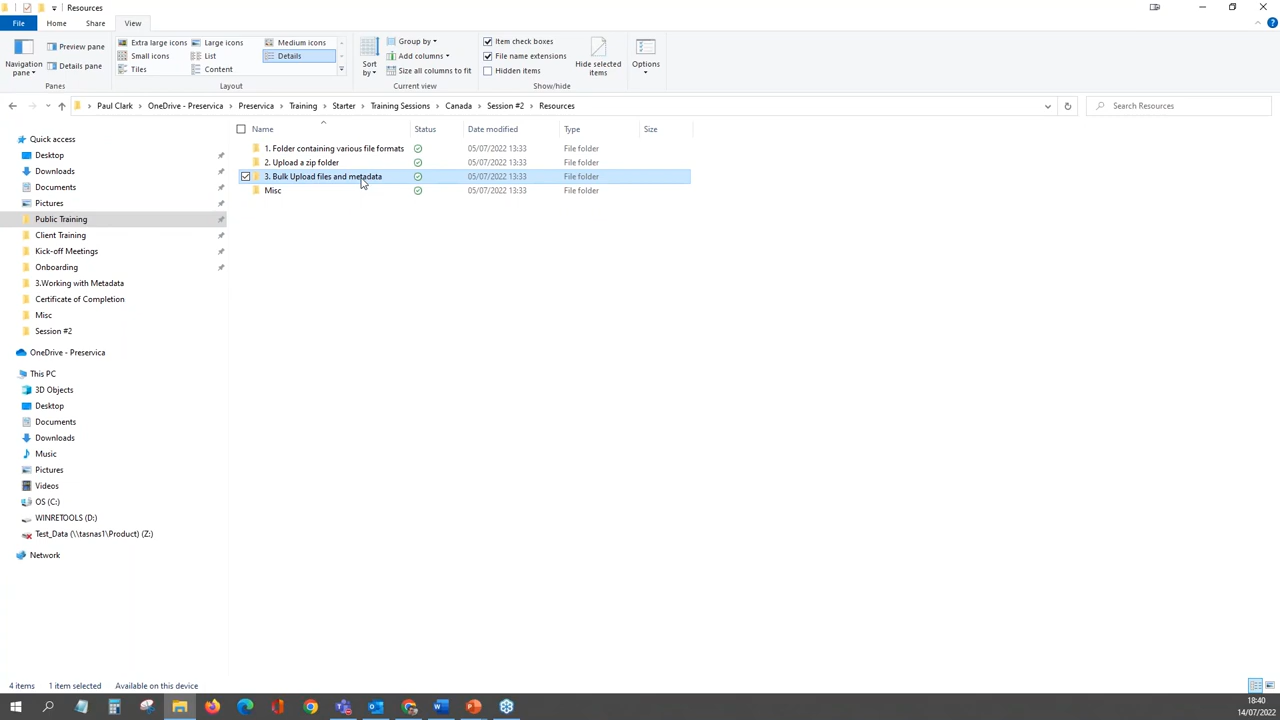 Resources
File Home Share View
Navigation pane
Preview pane
Details pane
Panes
Extra large icons Large icons Medium icons
Small icons List Details
Tiles Content
Layout
Sort by
Group by
Add columns
Size all columns to fit
Current view
Item check boxes
File name extensions
Hidden items
Hide selected items
Show/hide
Options
Paul Clark OneDrive - Preservica Preservica Training Starter Training Sessions Canada Session #2 Resources
Search Resources
Name Status Date modified Type Size
1. Folder containing various file formats 05/07/2022 13:33 File folder
2. Upload a zip folder 05/07/2022 13:33 File folder
3. Bulk Upload files and metadata 05/07/2022 13:33 File folder
Misc 05/07/2022 13:33 File folder
Quick access
Desktop
Downloads
Documents
Pictures
Public Training
Client Training
Kick-off Meetings
Onboarding
3.Working with Metadata
Certificate of Completion
Misc
Session #2
OneDrive - Preservica
This PC
3D Objects
Desktop
Documents
Downloads
Music
Pictures
Videos
OS (C:)
WINRETOOLS (D:)
Test_Data (\\tasnas1\Product) (Z:)
Network
4 items 1 item selected Available on this device
18:40
14/07/2022